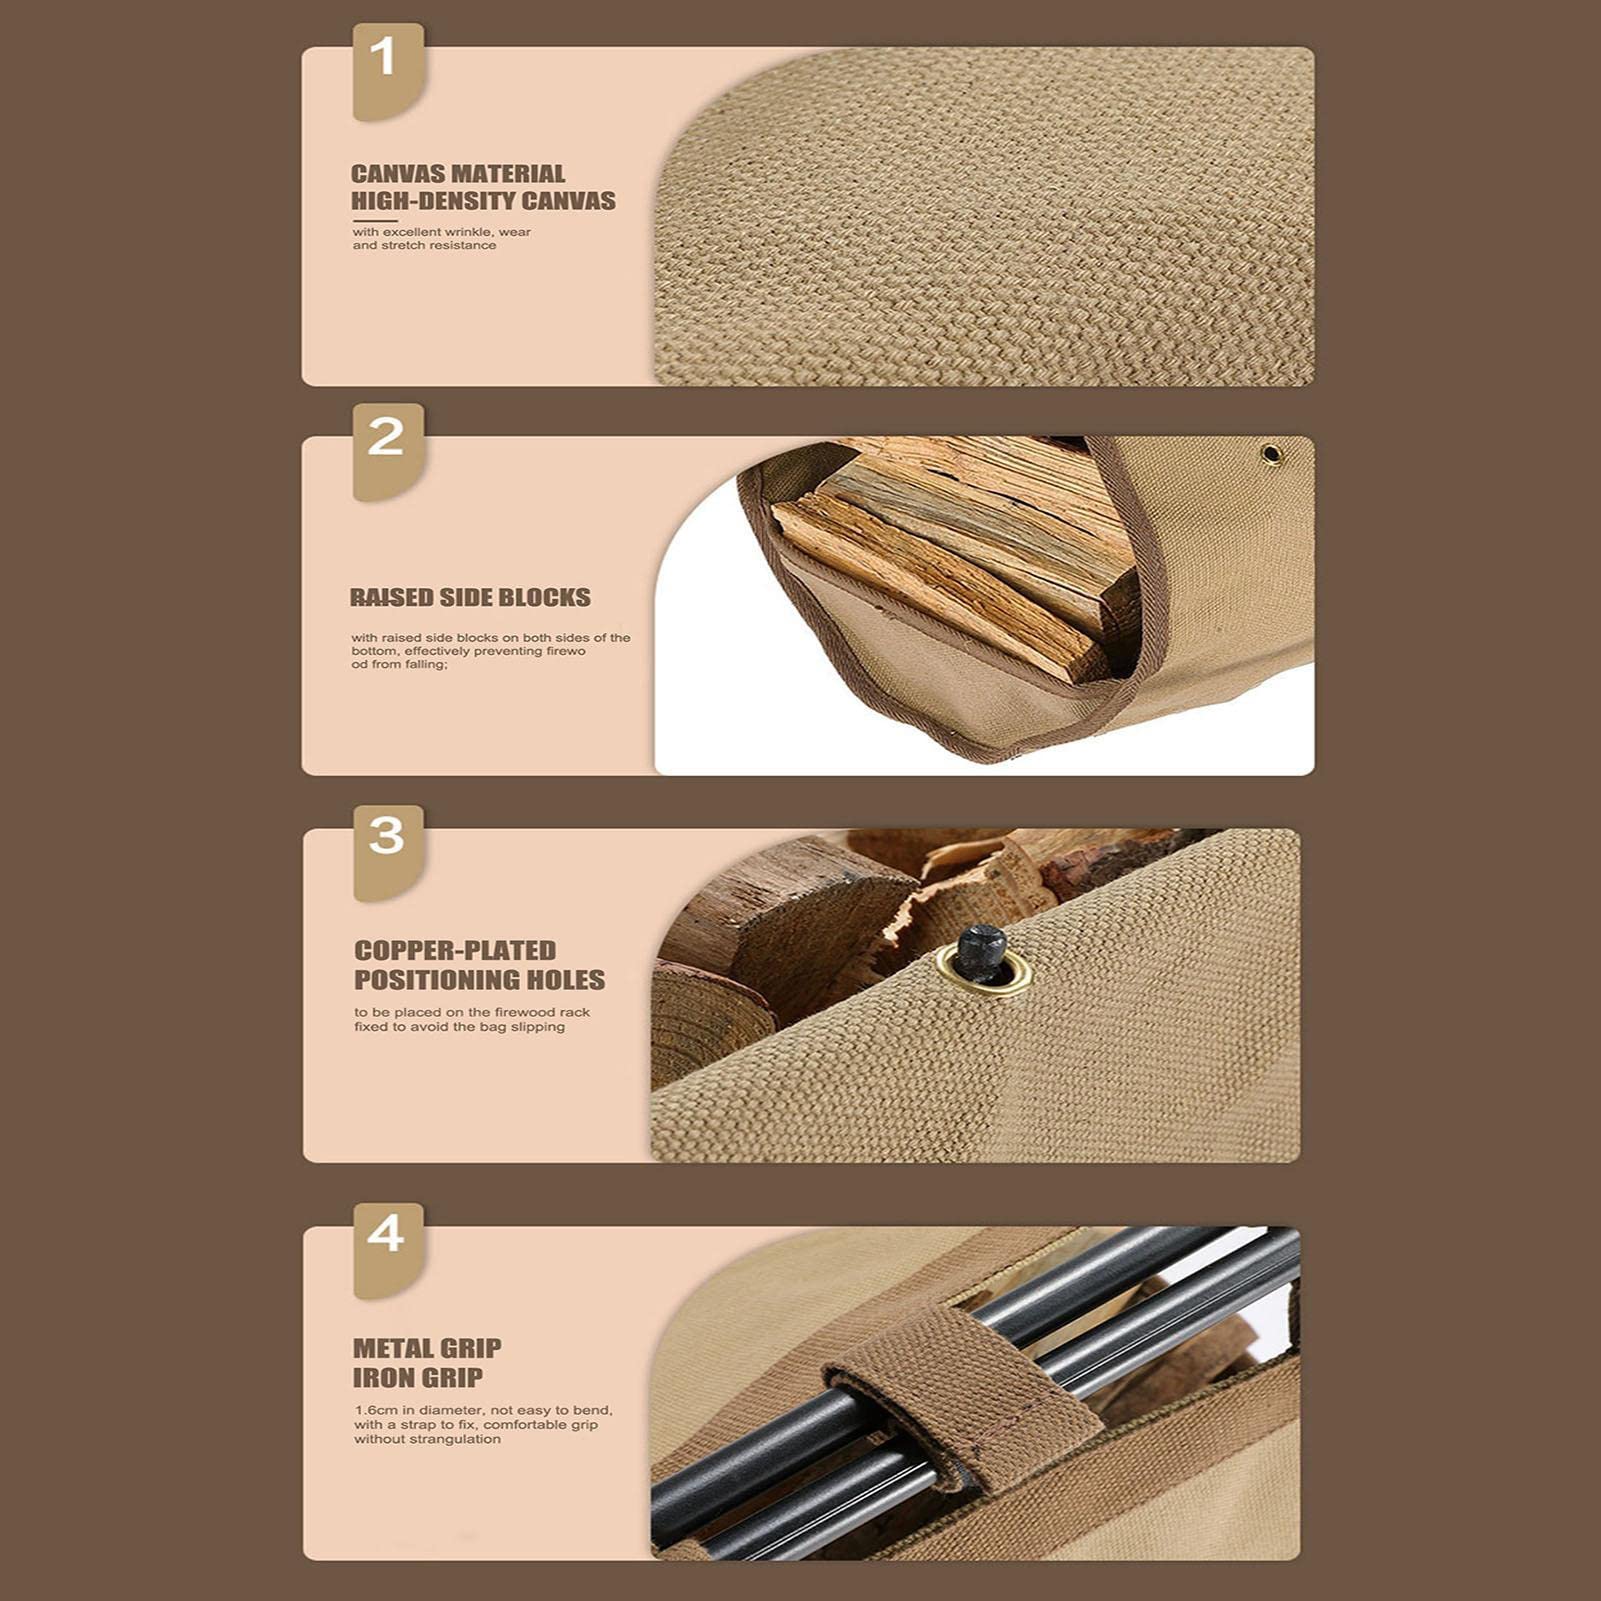 1
CANVAS MATERIAL
HIGH-DENSITY CANVAS
with excellent wrinkle, wear
and stretch resistance
2
RAISED SIDE BLOCKS
with raised side blocks on both sides of the
bottom, effectively preventing firewo
od from falling;
3
COPPER-PLATED
POSITIONING HOLES
to be placed on the firewood rack
fixed to avoid the bag slipping
4
METAL GRIP
IRON GRIP
1.6cm in diameter, not easy to bend,
with a strap to fix, comfortable grip
without strangulation